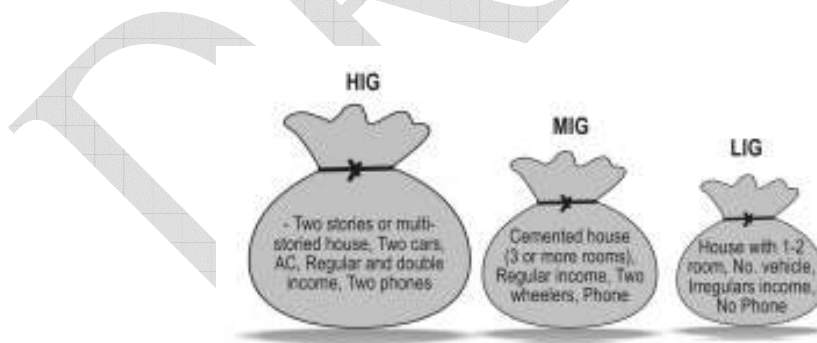 HIG
- Two stories or multi-
storied house, Two cars,
AC, Regular and double
income, Two phones
MIG
Cemented house
(3 or more rooms),
Regular income, Two
wheelers, Phone
LIG
House with 1-2
room, No. vehicle,
Irregulars income,
No Phone